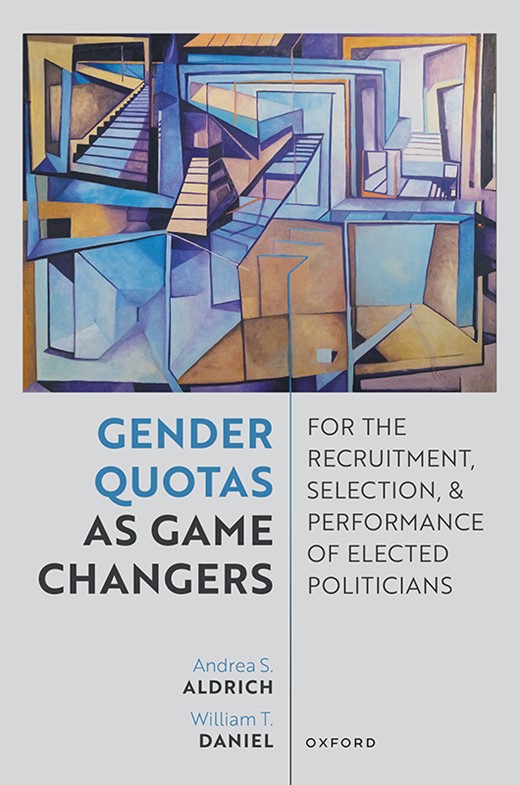 GENDER
QUOTAS
AS GAME
CHANGERS
FOR THE
RECRUITMENT,
SELECTION, &
PERFORMANCE
OF ELECTED
POLITICIANS
Andrea S.
ALDRICH
William T.
DANIEL
OXFORD